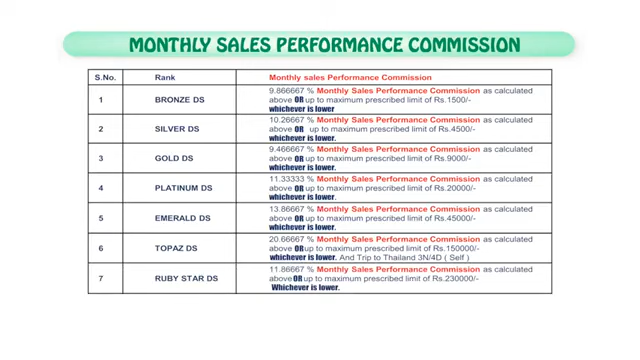 MONTHLY SALES PERFORMANCE COMMISSION
S.No. Rank Monthly sales Performance Commission
1 BRONZE DS 9.866667 % Monthly Sales Performance Commission as calculated
above OR up to maximum prescribed limit of Rs.1500/-
whichever is lower
2 SILVER DS 10.26667 % Monthly Sales Performance Commission as calculated
above OR up to maximum prescribed limit of Rs.4500/-
whichever is lower.
3 GOLD DS 9.466667 % Monthly Sales Performance Commission as calculated
above OR up to maximum prescribed limit of Rs.9000/-
whichever is lower.
4 PLATINUM DS 11.33333 % Monthly Sales Performance Commission as calculated
above OR up to maximum prescribed limit of Rs.20000/-
whichever is lower.
5 EMERALD DS 13.86667 % Monthly Sales Performance Commission as calculated
above OR up to maximum prescribed limit of Rs.45000/-
whichever is lower.
6 TOPAZ DS 20.66667 % Monthly Sales Performance Commission as calculated
above OR up to maximum prescribed limit of Rs.150000/-
whichever is lower. And Trip to Thailand 3N/4D ( Self )
7 RUBY STAR DS 11.86667 % Monthly Sales Performance Commission as calculated
above OR up to maximum prescribed limit of Rs.230000/-
Whichever is lower.